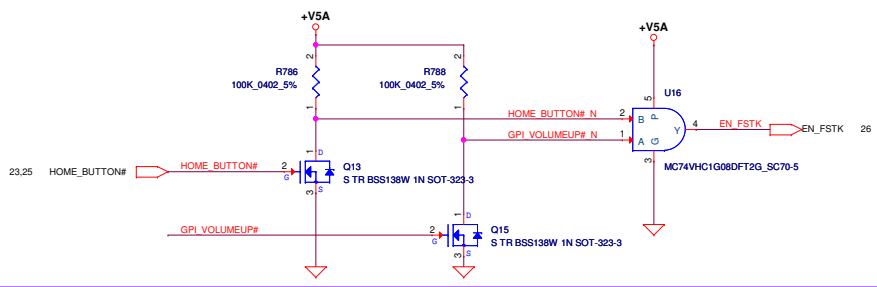 +V5A
+V5A
2
2
R786
100K_0402_5%
R788
100K_0402_5%
1
1
U16
5
HOME_BUTTON#_N
2
B
P
GPI_VOLUMEUP#_N
1
A
G
Y
4
EN_FSTK
EN_FSTK
26
3
MC74VHC1G08DFT2G_SC70-5
23,25
HOME_BUTTON#
HOME_BUTTON#
2
G
1
D
3
S
Q13
S TR BSS138W 1N SOT-323-3
GPI_VOLUMEUP#
2
G
1
D
3
S
Q15
S TR BSS138W 1N SOT-323-3